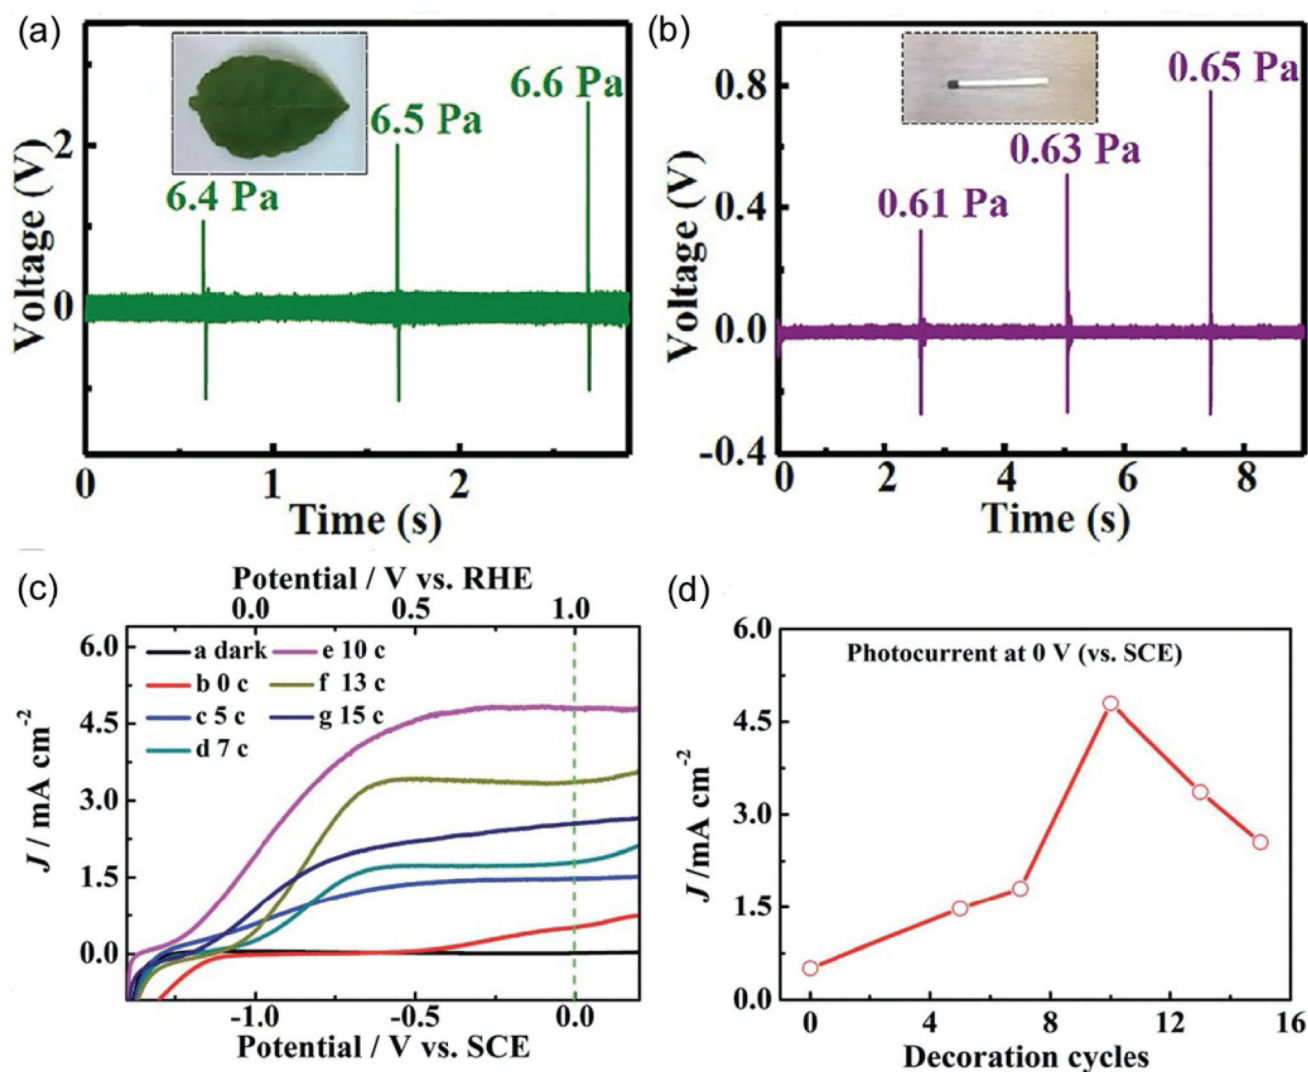 (a)
6.4 Pa
6.5 Pa
6.6 Pa
Voltage (V)
2
0
0 1 2
Time (s)
(b)
0.61 Pa
0.63 Pa
0.65 Pa
Voltage (V)
0.8
0.4
0.0
-0.4
2 4 6 8
Time (s)
(c)
Potential / V vs. RHE
0.0 0.5 1.0
6.0
4.5
3.0
1.5
0.0
J / mA cm-2
a dark e 10 c
b 0 c f 13 c
c 5 c g 15 c
d 7 c
-1.0 -0.5 0.0
Potential / V vs. SCE
(d)
Photocurrent at 0 V (vs. SCE)
6.0
4.5
3.0
1.5
0.0
J /mA cm-2
0 4 8 12 16
Decoration cycles